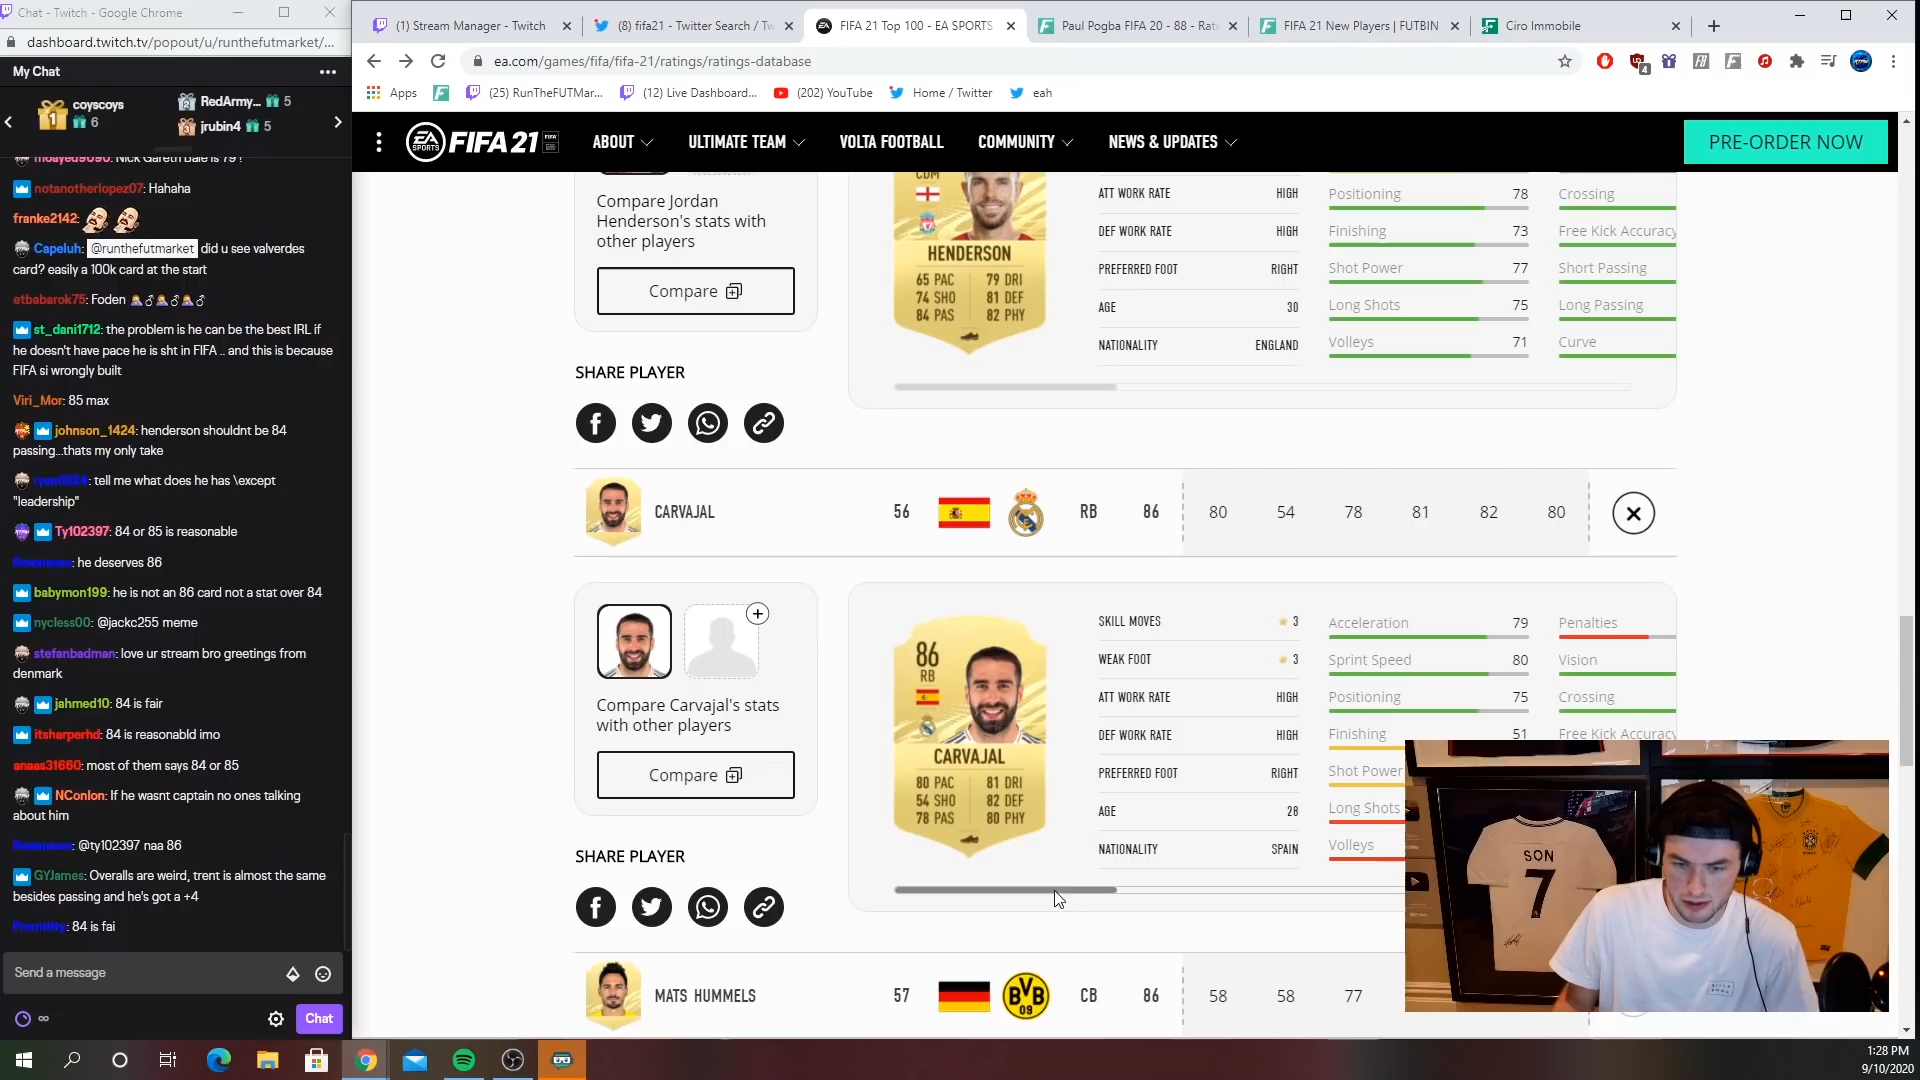 Chat - Twitch - Google Chrome
dashboard.twitch.tv/popout/u/runthefutmarket/...
My Chat
coyscoys
6
RedArmy... 5
jrubin4 5
moayed9090: Nick Gareth Bale is 79 !
notanotherlopez07: Hahaha
franke2142:
Capeluh: @runthefutmarket did u see valverdes
card? easily a 100k card at the start
etbabarok75: Foden
st_dani1712: the problem is he can be the best IRL if
he doesn't have pace he is sht in FIFA .. and this is because
FIFA si wrongly built
Viri_Mor: 85 max
johnson_1424: henderson shouldnt be 84
passing...thats my only take
: tell me what does he has \except
"leadership"
Ty102397: 84 or 85 is reasonable
: he deserves 86
babymon199: he is not an 86 card not a stat over 84
nycless00: @jackc255 meme
stefanbadman: love ur stream bro greetings from
denmark
jahmed10: 84 is fair
itsharperhd: 84 is reasonabld imo
anaas31660: most of them says 84 or 85
NConlon: If he wasnt captain no ones talking
about him
: @ty102397 naa 86
GYJames: Overalls are weird, trent is almost the same
besides passing and he's got a +4
: 84 is fai
Send a message
Chat
(1) Stream Manager - Twitch
(8) fifa21 - Twitter Search / Tw
FIFA 21 Top 100 - EA SPORTS
Paul Pogba FIFA 20 - 88 - Rati
FIFA 21 New Players | FUTBIN
Ciro Immobile
ea.com/games/fifa/fifa-21/ratings/ratings-database
4
Apps
(25) RunTheFUTMar...
(12) Live Dashboard...
(202) YouTube
Home / Twitter
eah
EA SPORTS FIFA 21
ABOUT
ULTIMATE TEAM
VOLTA FOOTBALL
COMMUNITY
NEWS & UPDATES
PRE-ORDER NOW
Compare Jordan
Henderson's stats with
other players
Compare
CDM
HENDERSON
65 PAC 79 DRI
74 SHO 81 DEF
84 PAS 82 PHY
ATT WORK RATE HIGH
DEF WORK RATE HIGH
PREFERRED FOOT RIGHT
AGE 30
NATIONALITY ENGLAND
Positioning 78
Finishing 73
Shot Power 77
Long Shots 75
Volleys 71
Crossing
Free Kick Accuracy
Short Passing
Long Passing
Curve
SHARE PLAYER
CARVAJAL 56 RB 86 80 54 78 81 82 80
Compare Carvajal's stats
with other players
Compare
86
RB
CARVAJAL
80 PAC 81 DRI
54 SHO 82 DEF
78 PAS 80 PHY
SKILL MOVES 3
WEAK FOOT 3
ATT WORK RATE HIGH
DEF WORK RATE HIGH
PREFERRED FOOT RIGHT
AGE 28
NATIONALITY SPAIN
Acceleration 79
Sprint Speed 80
Positioning 75
Finishing 51
Shot Power
Long Shots
Volleys
Penalties
Vision
Crossing
Free Kick Accuracy
SHARE PLAYER
MATS HUMMELS 57 BVB 09 CB 86 58 58 77
SON
7
1:28 PM
9/10/2020